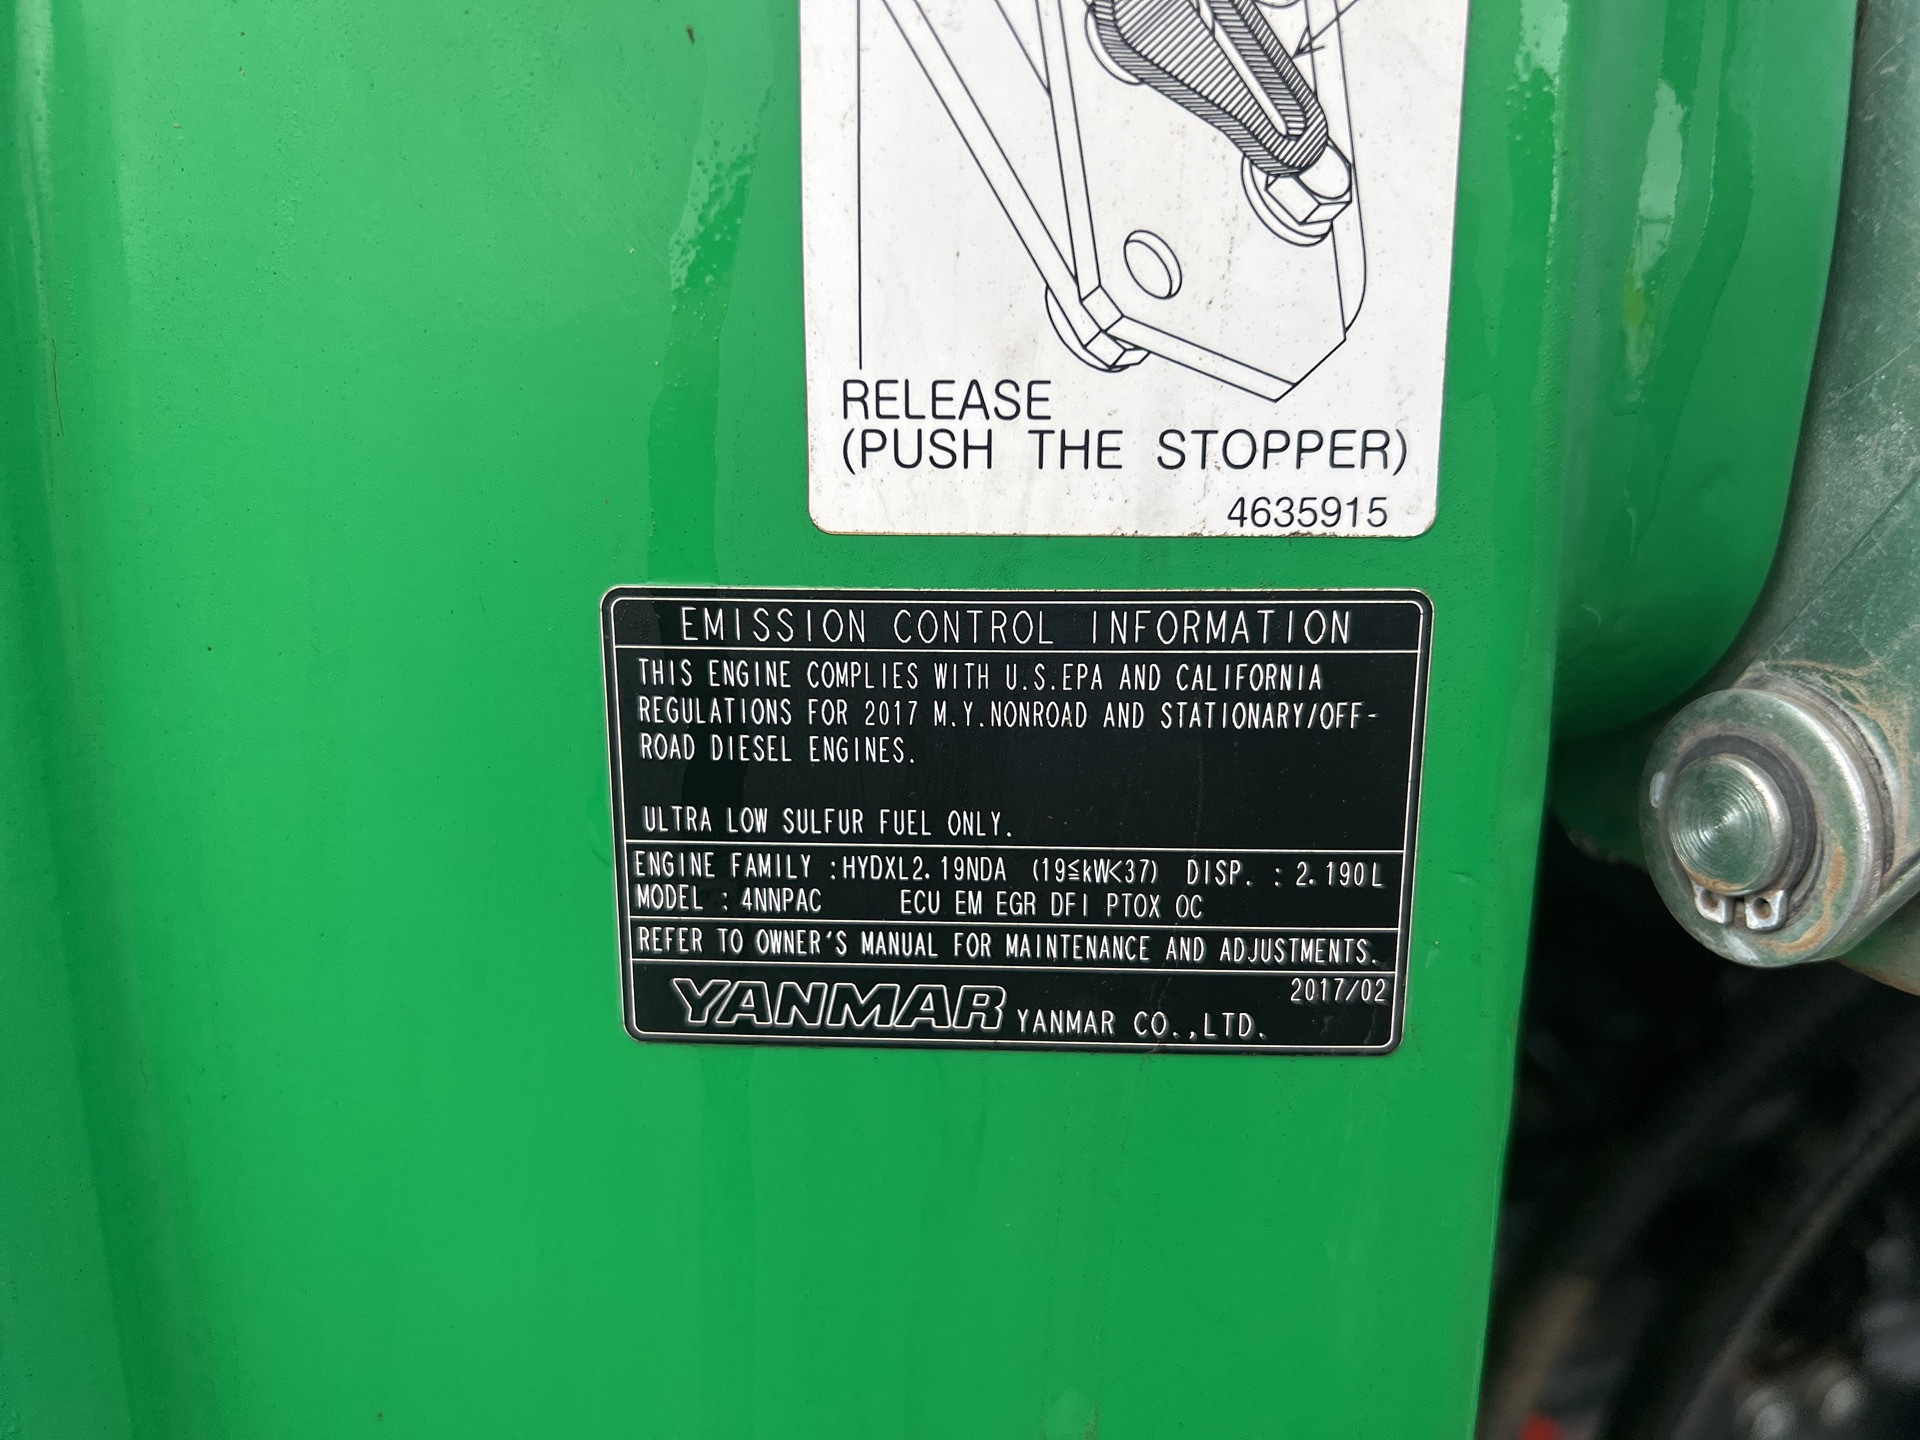 RELEASE
(PUSH THE STOPPER)
4635915
EMISSION CONTROL INFORMATION
THIS ENGINE COMPLIES WITH U.S.EPA AND CALIFORNIA
REGULATIONS FOR 2017 M.Y.NONROAD AND STATIONARY/OFF-
ROAD DIESEL ENGINES.
ULTRA LOW SULFUR FUEL ONLY.
ENGINE FAMILY :HYDXL2.19NDA (19≦kW<37) DISP. : 2.190L
MODEL : 4NNPAC ECU EM EGR DFI PTOX OC
REFER TO OWNER'S MANUAL FOR MAINTENANCE AND ADJUSTMENTS.
2017/02
YANMAR YANMAR CO.,LTD.